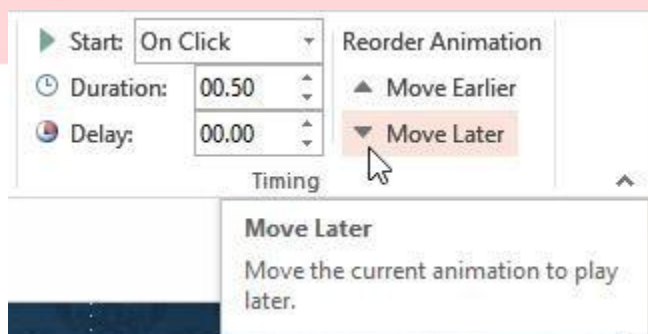 Start: On Click
Reorder Animation
Duration: 00.50
Move Earlier
Delay: 00.00
Move Later
Timing
Move Later
Move the current animation to play
later.